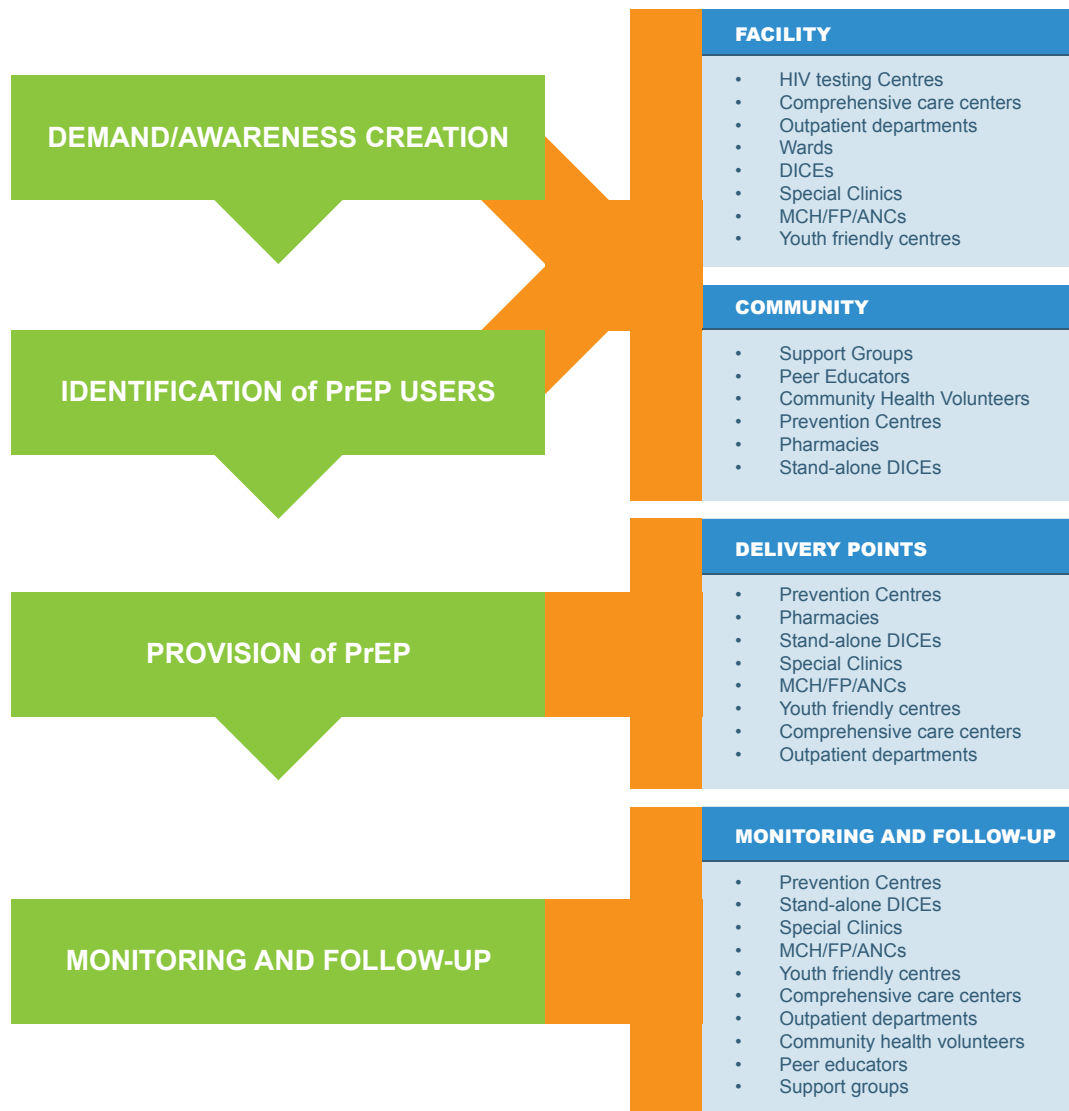 DEMAND/AWARENESS CREATION
FACILITY
• HIV testing Centres
• Comprehensive care centers
• Outpatient departments
• Wards
• DICEs
• Special Clinics
• MCH/FP/ANCs
• Youth friendly centres
IDENTIFICATION of PrEP USERS
COMMUNITY
• Support Groups
• Peer Educators
• Community Health Volunteers
• Prevention Centres
• Pharmacies
• Stand-alone DICEs
PROVISION of PrEP
DELIVERY POINTS
• Prevention Centres
• Pharmacies
• Stand-alone DICEs
• Special Clinics
• MCH/FP/ANCs
• Youth friendly centres
• Comprehensive care centers
• Outpatient departments
MONITORING AND FOLLOW-UP
MONITORING AND FOLLOW-UP
• Prevention Centres
• Stand-alone DICEs
• Special Clinics
• MCH/FP/ANCs
• Youth friendly centres
• Comprehensive care centers
• Outpatient departments
• Community health volunteers
• Peer educators
• Support groups